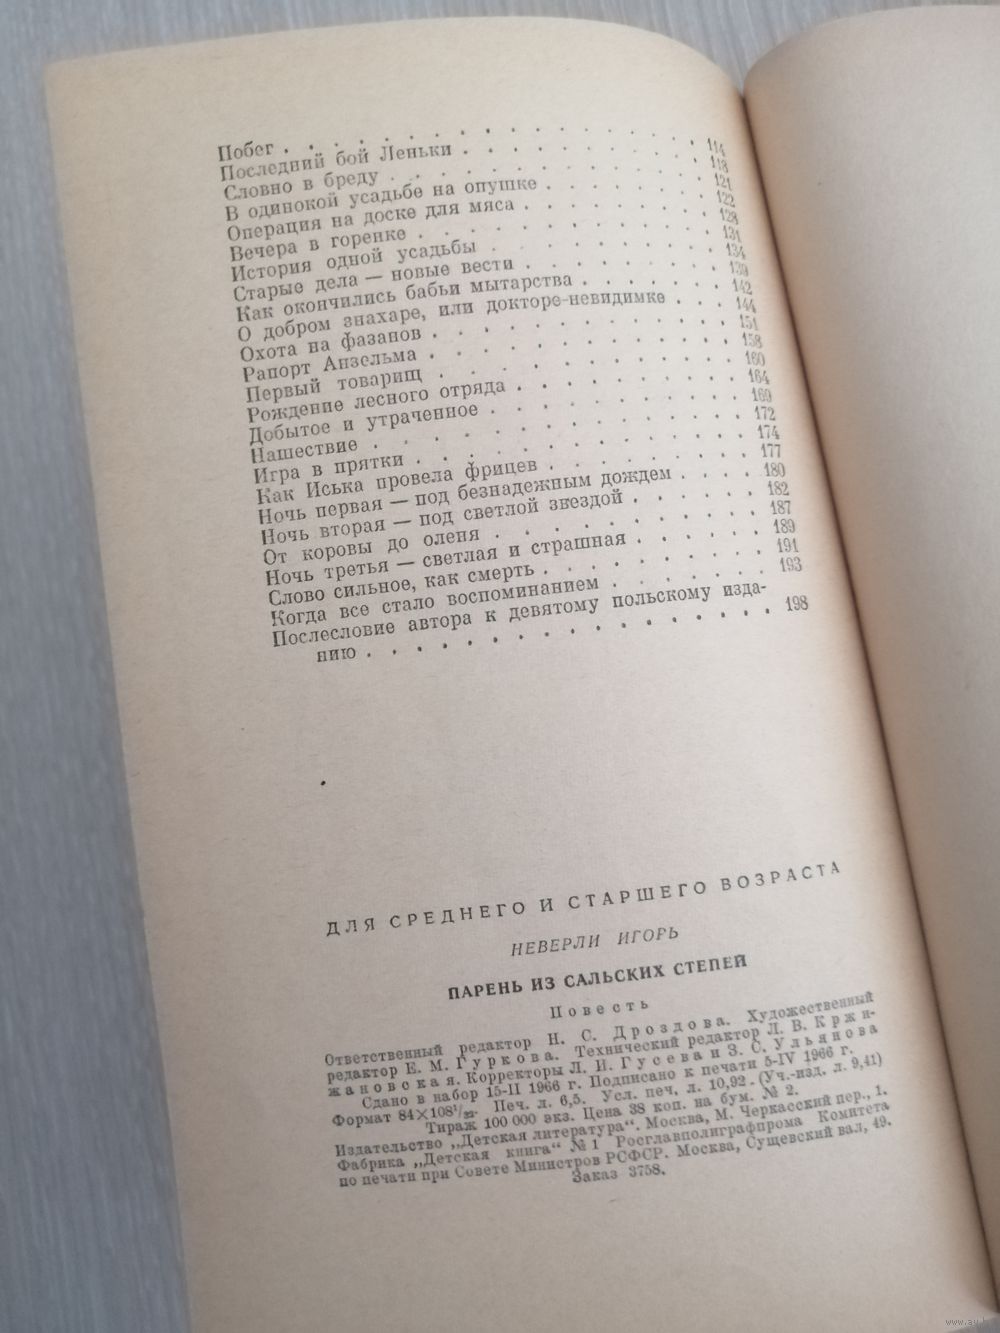 Побег . . . . . . . . . . . . . . . . 114
Последний бой Леньки . . . . . . . . . . 118
Словно в бреду . . . . . . . . . . . . . 121
В одинокой усадьбе на опушке . . . . . . . 122
Операция на доске для мяса . . . . . . . . 128
Вечера в горенке . . . . . . . . . . . . 131
История одной усадьбы . . . . . . . . . . 134
Старые дела — новые вести . . . . . . . . 139
Как окончились бабьи мытарства . . . . . . 142
О добром знахаре, или докторе-невидимке . . . 144
Охота на фазанов . . . . . . . . . . . . 151
Рапорт Анзельма . . . . . . . . . . . . 158
Первый товарищ . . . . . . . . . . . . 160
Рождение лесного отряда . . . . . . . . . 164
Добытое и утраченное . . . . . . . . . . 169
Нашествие . . . . . . . . . . . . . . 172
Игра в прятки . . . . . . . . . . . . . 174
Как Иська провела фрицев . . . . . . . . 177
Ночь первая — под безнадежным дождем . . . . 180
Ночь вторая — под светлой звездой . . . . . 182
От коровы до оленя . . . . . . . . . . . 187
Ночь третья — светлая и страшная . . . . . 189
Слово сильное, как смерть . . . . . . . . 191
Когда все стало воспоминанием . . . . . . . 193
Послесловие автора к девятому польскому изда-
нию . . . . . . . . . . . . . . . . 198
ДЛЯ СРЕДНЕГО И СТАРШЕГО ВОЗРАСТА
НЕВЕРЛИ ИГОРЬ
ПАРЕНЬ ИЗ САЛЬСКИХ СТЕПЕЙ
Повесть
Ответственный редактор Н. С. Дроздова. Художественный
редактор Е. М. Гуркова. Технический редактор Л. В. Кржи-
жановская. Корректоры Л. И. Гусева и З. С. Ульянова
Сдано в набор 15-II 1966 г. Подписано к печати 5-IV 1966 г.
Формат 84×108¹/₃₂. Печ. л. 6,5. Усл. печ. л. 10,92. (Уч.-изд. л. 9,41)
Тираж 100 000 экз. Цена 38 коп. на бум. № 2.
Издательство „Детская литература“. Москва, М. Черкасский пер., 1.
Фабрика „Детская книга“ № 1 Росглавполиграфпрома Комитета
по печати при Совете Министров РСФСР. Москва, Сущевский вал, 49.
Заказ 3758.